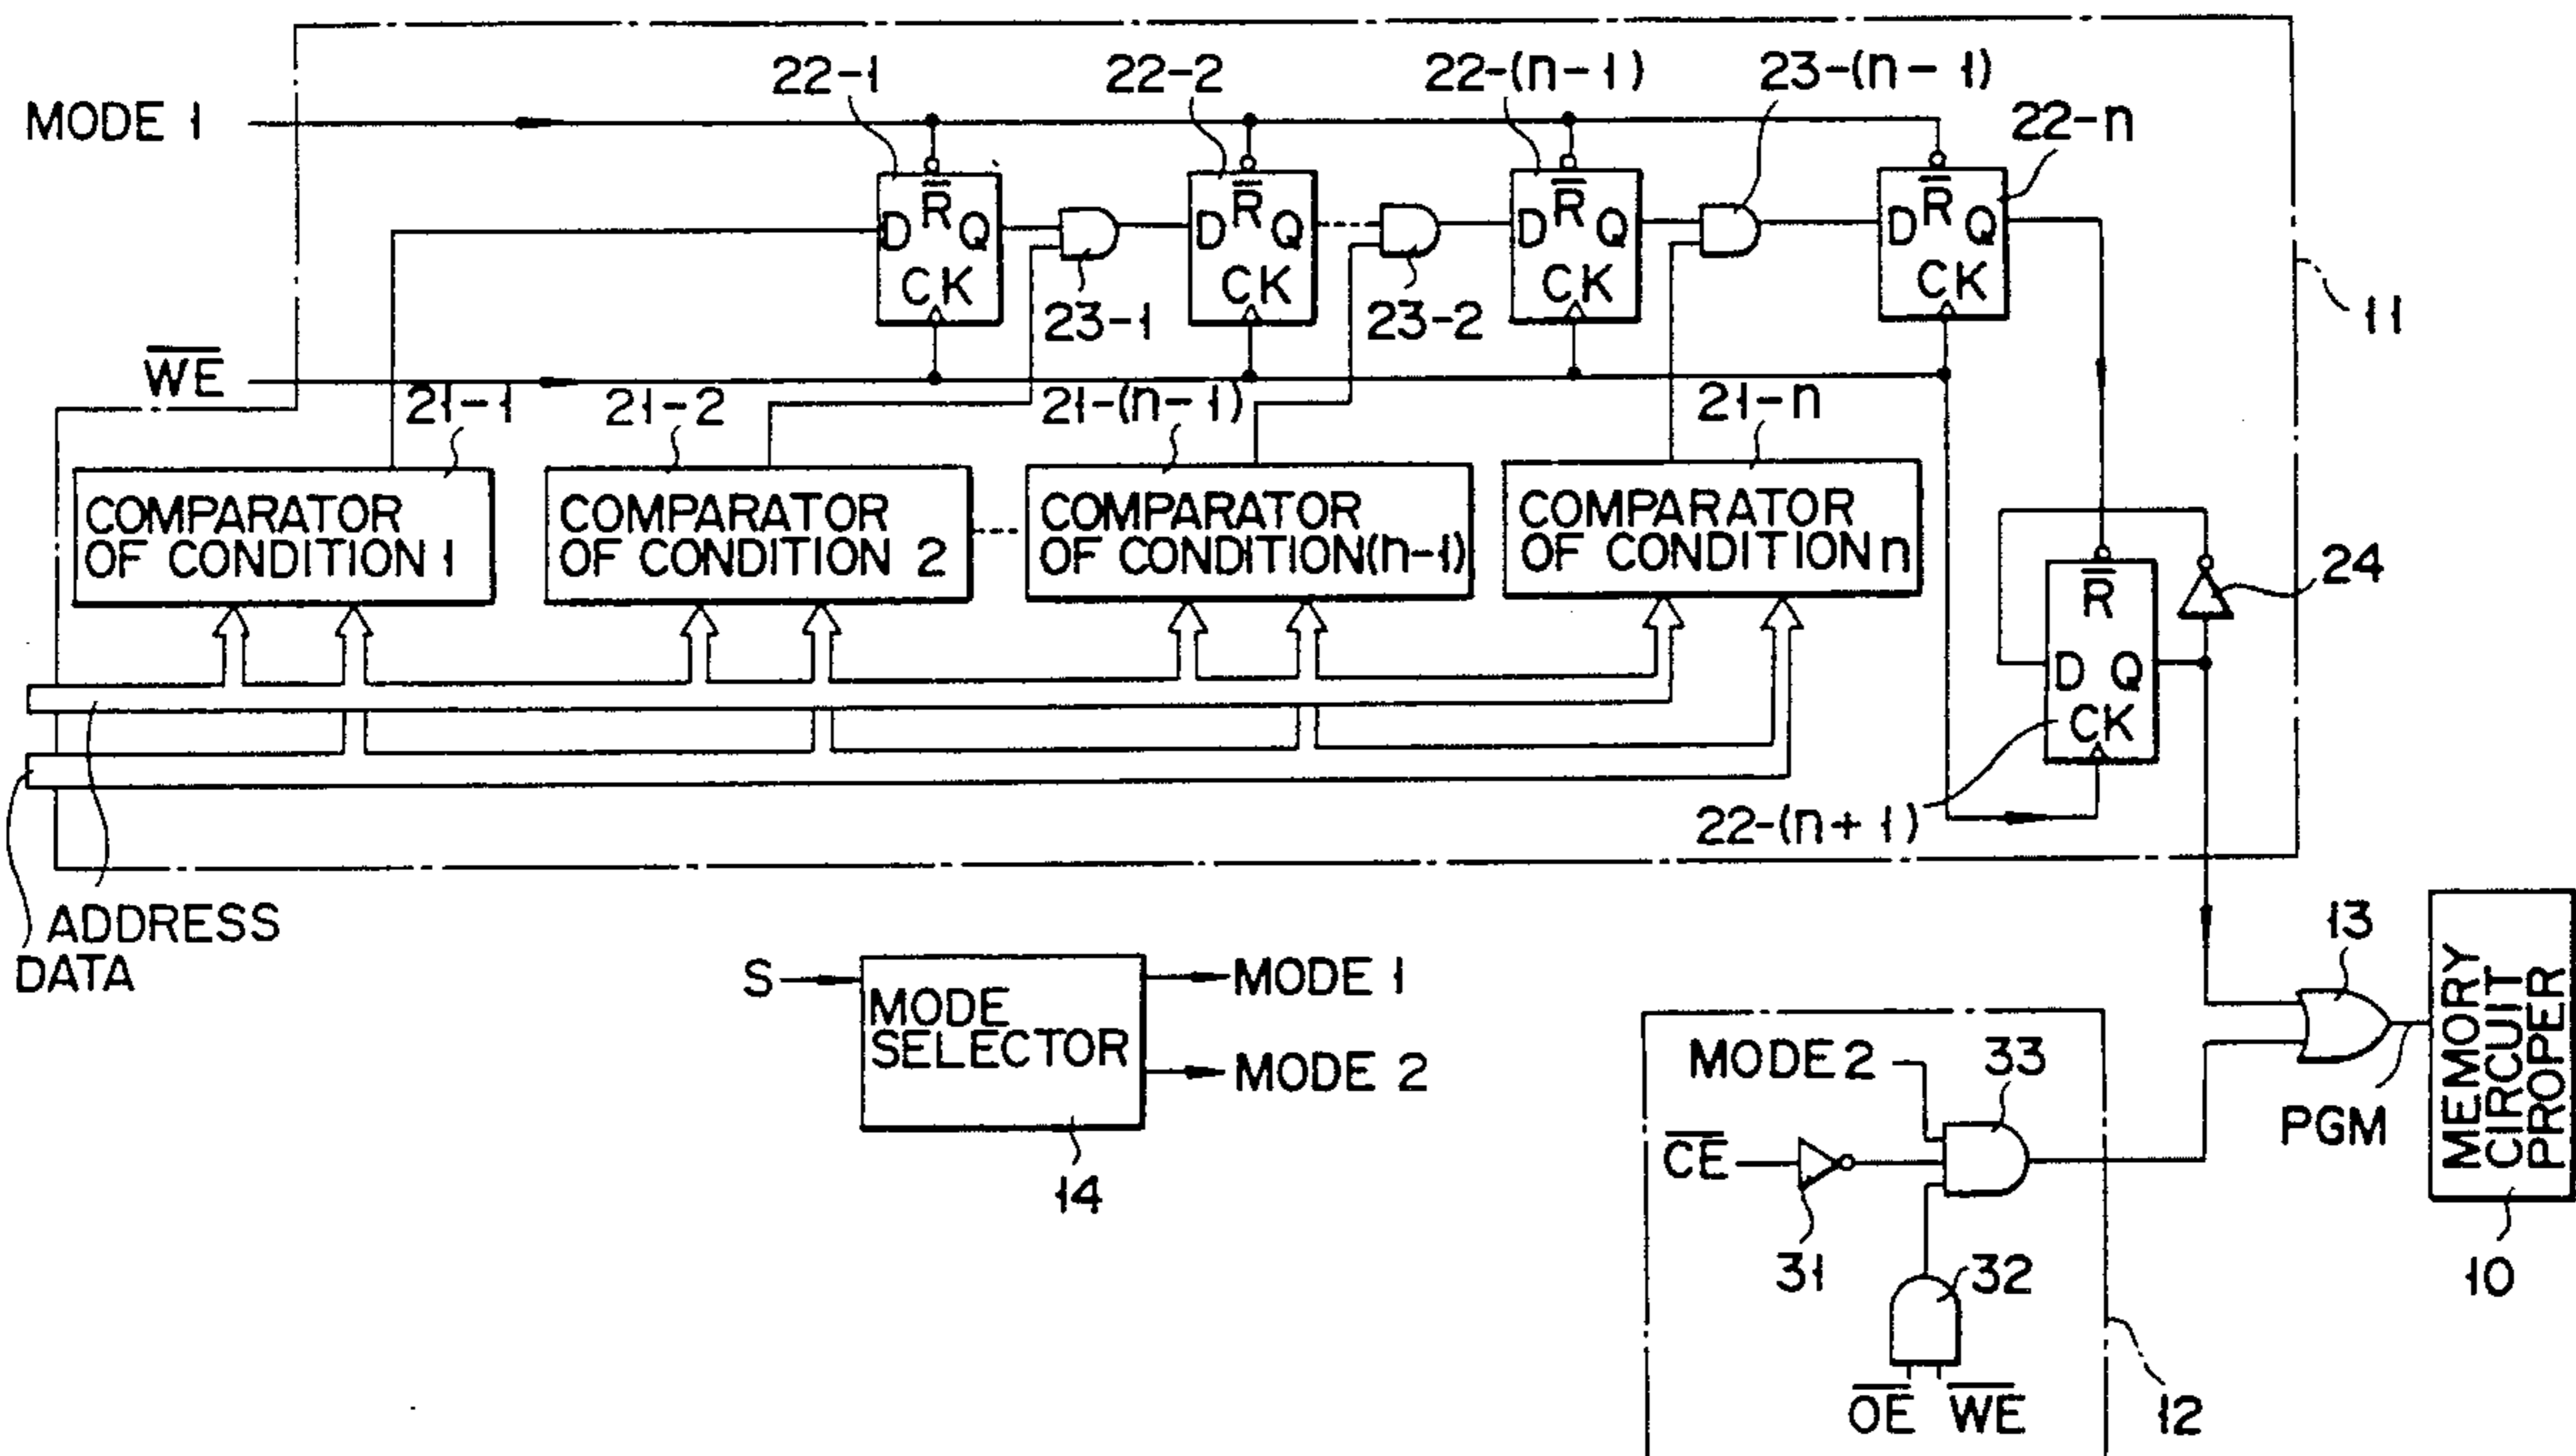 22-1
22-2
22-(n-1)
23-(n-1)
22-n
MODE 1
D R̅ Q
CK
D R̅ Q
CK
D R̅ Q
CK
D R̅ Q
CK
23-1
23-2
11
W̅E̅
21-1
21-2
21-(n-1)
21-n
COMPARATOR
OF CONDITION 1
COMPARATOR
OF CONDITION 2
COMPARATOR
OF CONDITION(n-1)
COMPARATOR
OF CONDITION n
24
R̅
D Q
CK
22-(n+1)
ADDRESS
DATA
S
MODE
SELECTOR
MODE 1
MODE 2
14
13
MEMORY
CIRCUIT
PROPER
PGM
10
MODE 2
33
C̅E̅
31
32
O̅E̅ W̅E̅
12